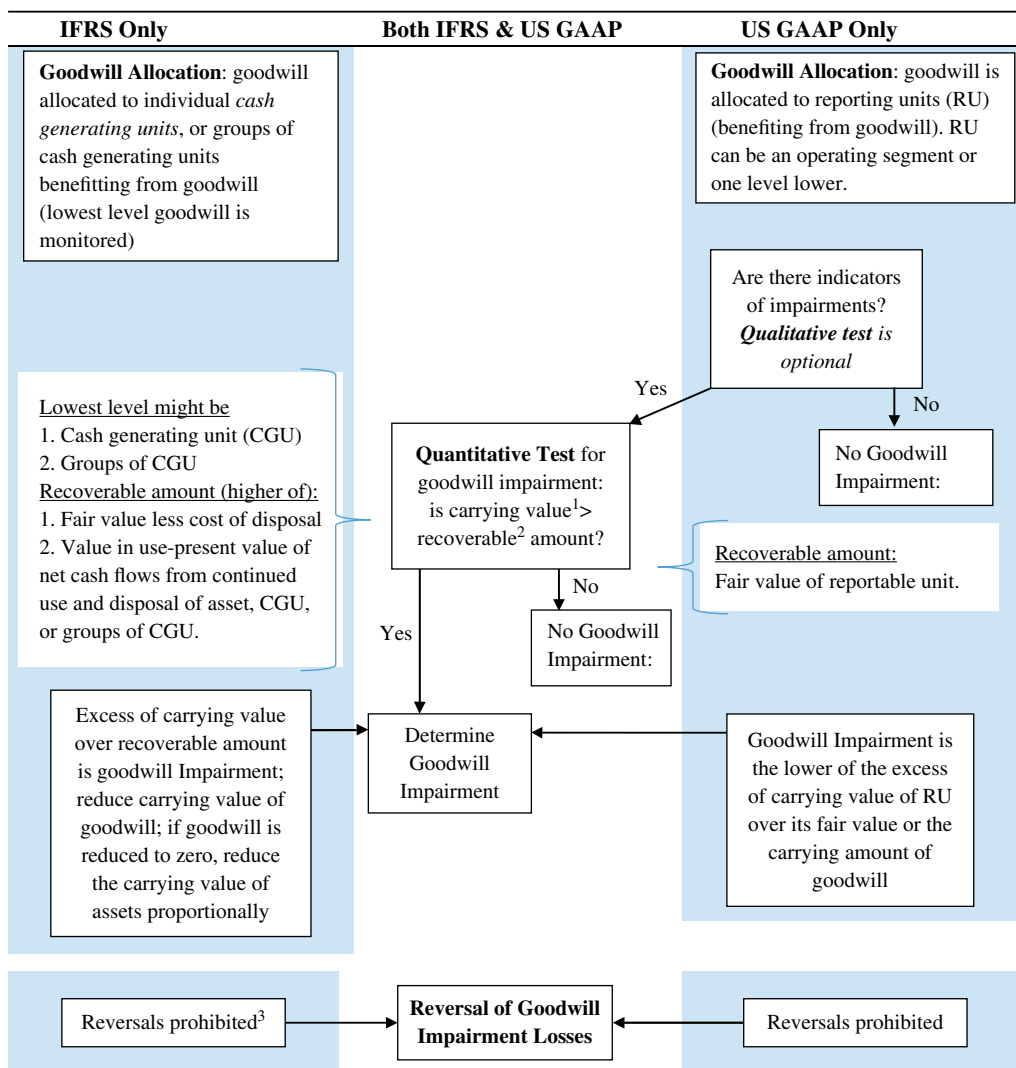 IFRS Only
Both IFRS & US GAAP
US GAAP Only
Goodwill Allocation: goodwill
allocated to individual cash
generating units, or groups of
cash generating units
benefitting from goodwill
(lowest level goodwill is
monitored)
Goodwill Allocation: goodwill is
allocated to reporting units (RU)
(benefiting from goodwill). RU
can be an operating segment or
one level lower.
Are there indicators
of impairments?
Qualitative test is
optional
Yes
No
No Goodwill
Impairment:
Lowest level might be
1. Cash generating unit (CGU)
2. Groups of CGU
Recoverable amount (higher of):
1. Fair value less cost of disposal
2. Value in use-present value of
net cash flows from continued
use and disposal of asset, CGU,
or groups of CGU.
Quantitative Test for
goodwill impairment:
is carrying value¹>
recoverable² amount?
Recoverable amount:
Fair value of reportable unit.
Yes
No
No Goodwill
Impairment:
Excess of carrying value
over recoverable amount
is goodwill Impairment;
reduce carrying value of
goodwill; if goodwill is
reduced to zero, reduce
the carrying value of
assets proportionally
Determine
Goodwill
Impairment
Goodwill Impairment is
the lower of the excess
of carrying value of RU
over its fair value or the
carrying amount of
goodwill
Reversals prohibited³
Reversal of Goodwill
Impairment Losses
Reversals prohibited